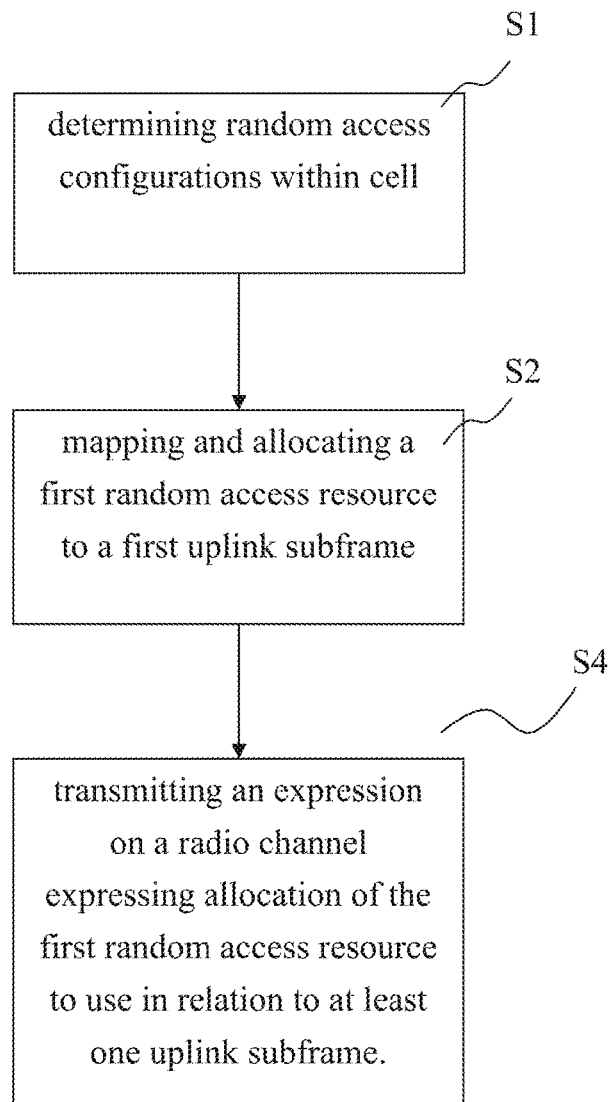 S1
determining random access
configurations within cell
S2
mapping and allocating a
first random access resource
to a first uplink subframe
S4
transmitting an expression
on a radio channel
expressing allocation of the
first random access resource
to use in relation to at least
one uplink subframe.